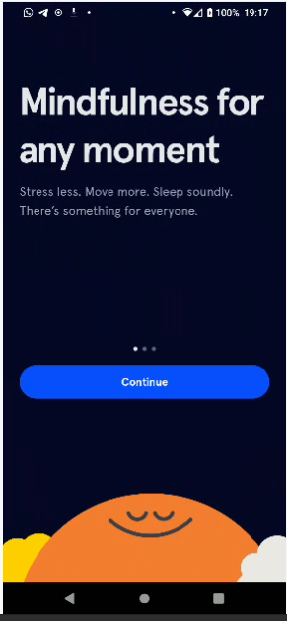 100% 19:17
Mindfulness for
any moment
Stress less. Move more. Sleep soundly.
There's something for everyone.
Continue